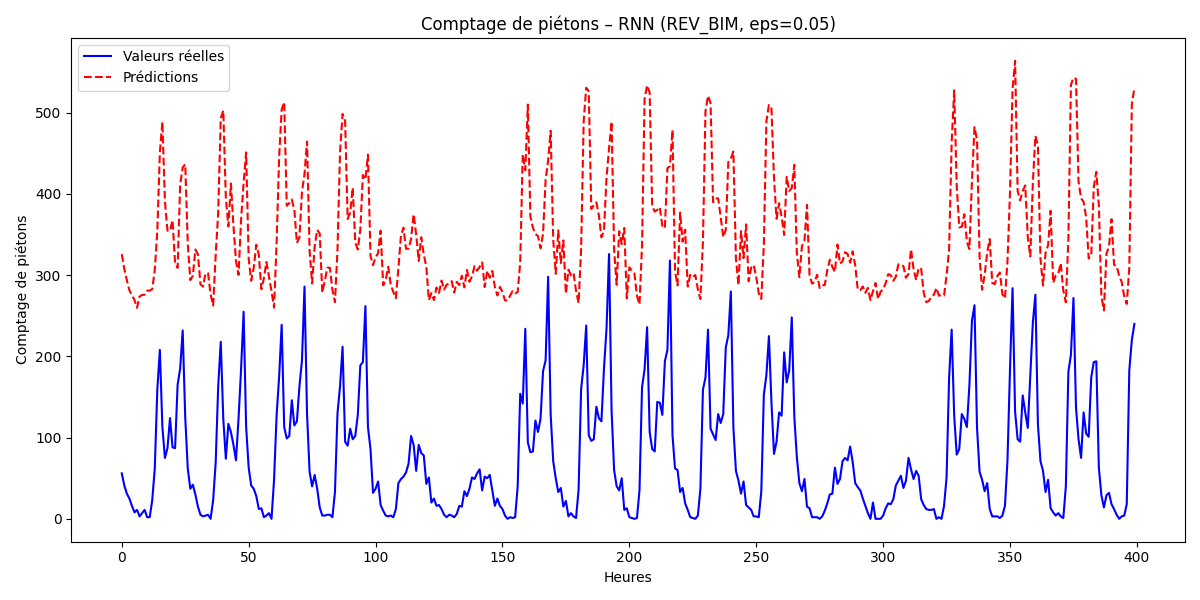 Comptage de piétons – RNN (REV_BIM, eps=0.05)
Valeurs réelles
Prédictions
Comptage de piétons
500
400
300
200
100
0
0 50 100 150 200 250 300 350 400
Heures